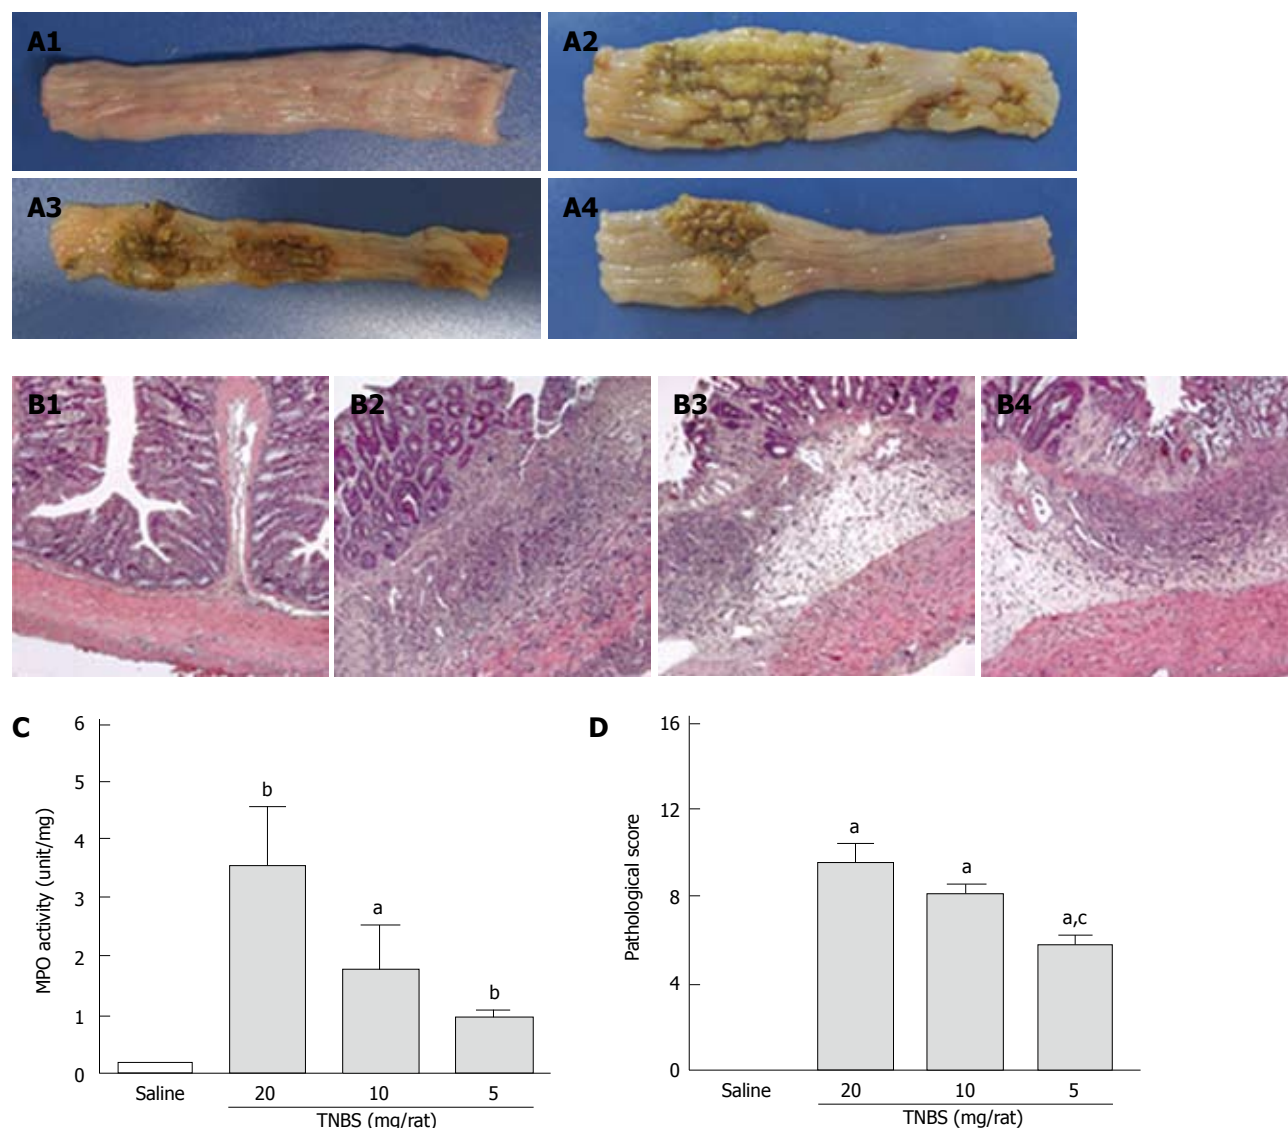 A1
A2
A3
A4
B1
B2
B3
B4
C
MPO activity (unit/mg)
6
5
4
3
2
1
0
b
a
b
Saline
20
10
5
TNBS (mg/rat)
D
Pathological score
16
12
8
4
0
a
a
a,c
Saline
20
10
5
TNBS (mg/rat)